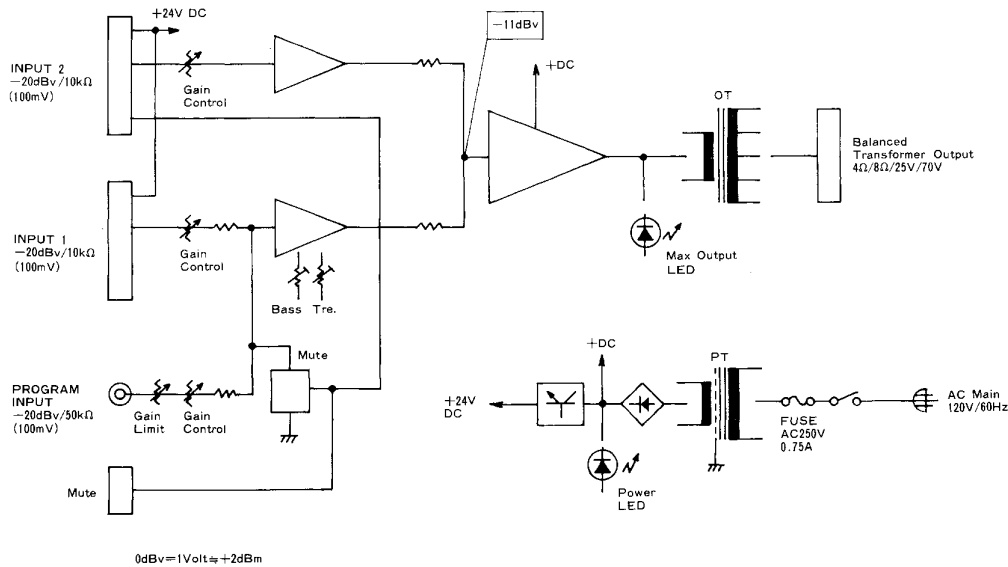 +24V DC
INPUT 2
−20dBv/10kΩ
(100mV)
Gain
Control
−11dBv
+DC
OT
Balanced
Transformer Output
4Ω/8Ω/25V/70V
INPUT 1
−20dBv/10kΩ
(100mV)
Gain
Control
Bass Tre.
Max Output
LED
Mute
PROGRAM
INPUT
−20dBv/50kΩ
(100mV)
Gain
Limit
Gain
Control
Mute
+DC
PT
+24V
DC
Power
LED
FUSE
AC250V
0.75A
AC Main
120V/60Hz
0dBv=1Volt≒+2dBm